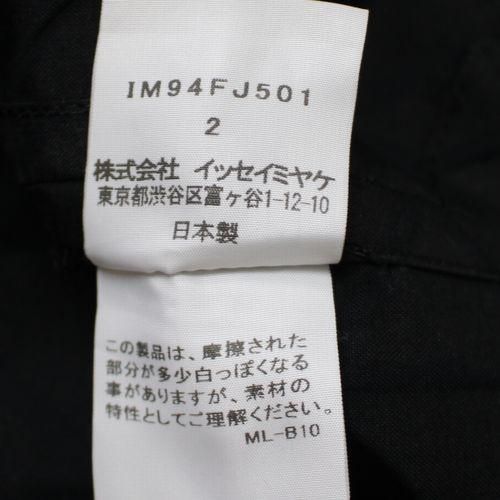 IM94FJ501
2
株式会社 イッセイミヤケ
東京都渋谷区富ヶ谷1-12-10
日本製
この製品は、摩擦された
部分が多少白っぽくなる
事がありますが、素材の
特性としてご理解ください。
ML-B10